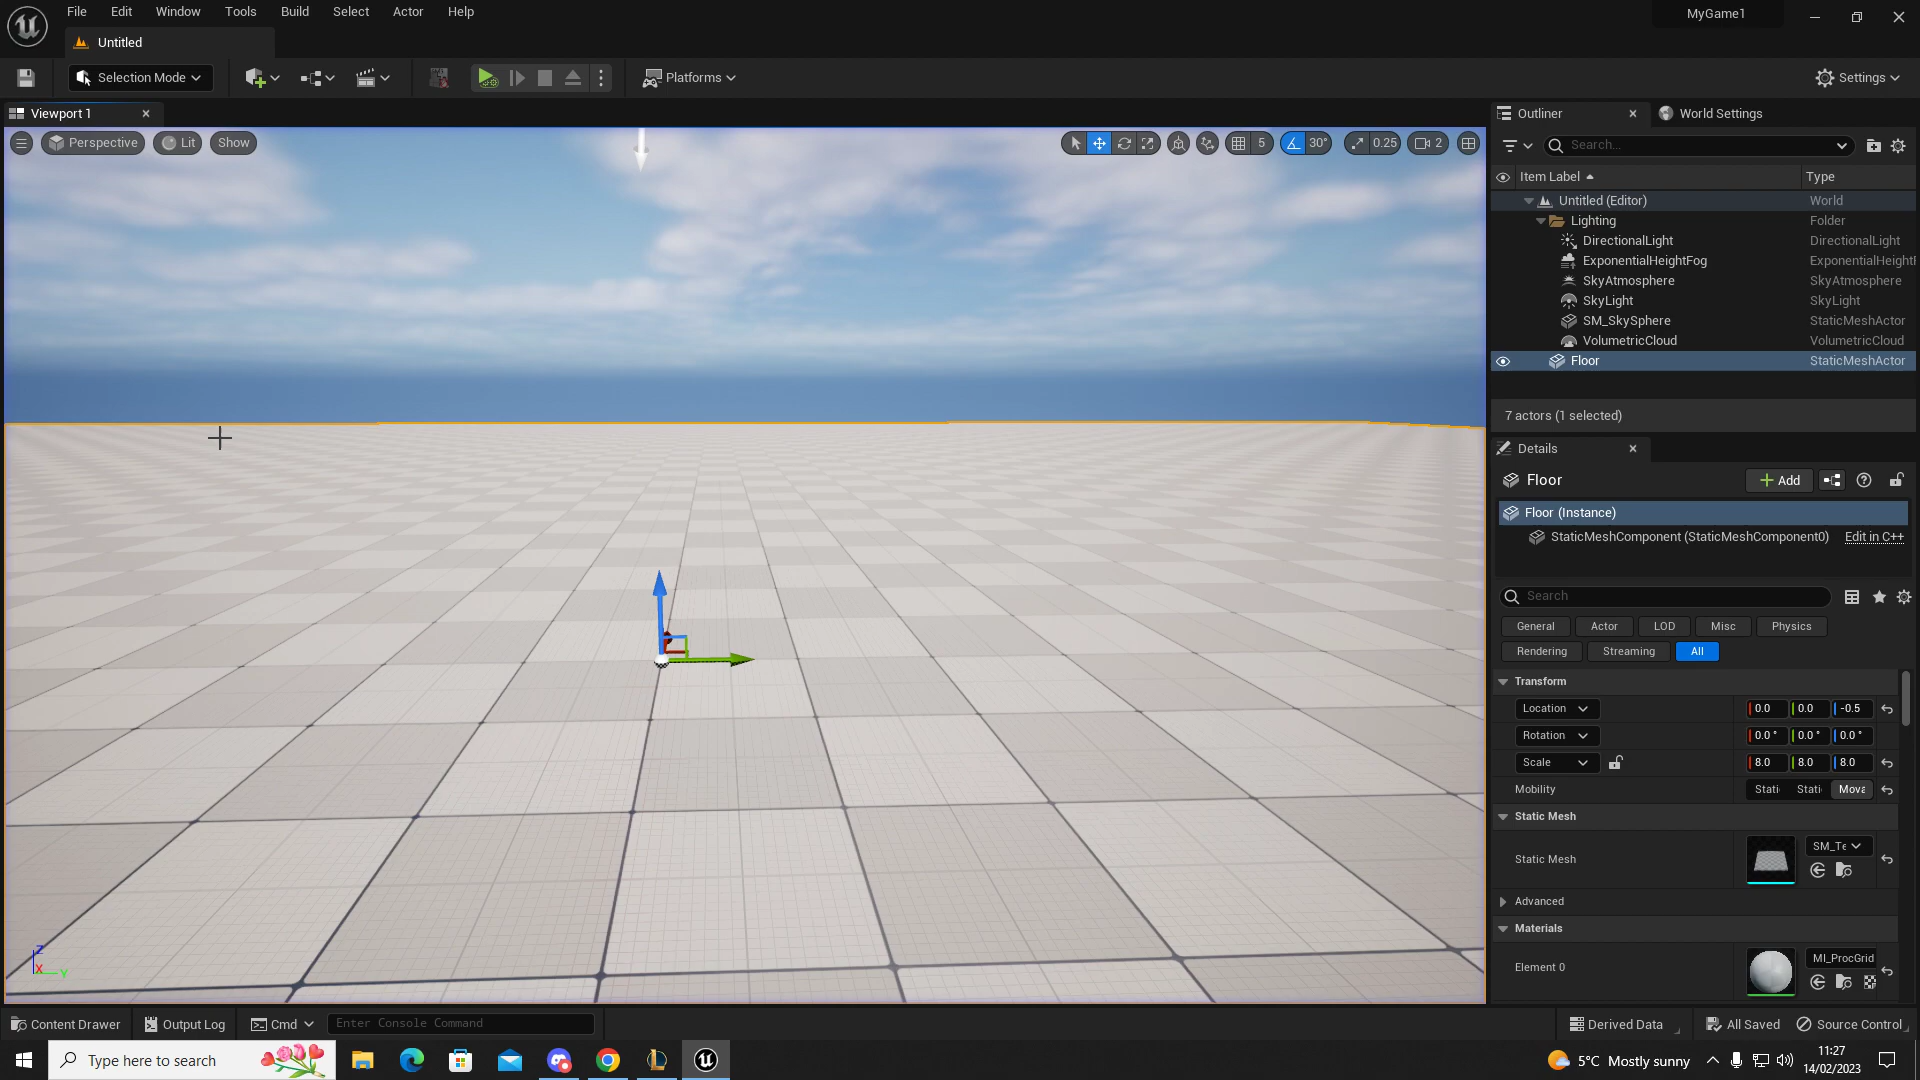 File Edit Window Tools Build Select Actor Help
MyGame1
Untitled
Selection Mode
Platforms
Settings
Viewport 1
Outliner
World Settings
Perspective
Lit
Show
5
30°
0.25
2
Search...
Item Label Type
Untitled (Editor) World
Lighting Folder
DirectionalLight DirectionalLight
ExponentialHeightFog ExponentialHeightF
SkyAtmosphere SkyAtmosphere
SkyLight SkyLight
SM_SkySphere StaticMeshActor
VolumetricCloud VolumetricCloud
Floor StaticMeshActor
7 actors (1 selected)
Details
Floor
Add
Floor (Instance)
StaticMeshComponent (StaticMeshComponent0) Edit in C++
Search
General Actor LOD Misc Physics
Rendering Streaming All
Transform
Location 0.0 0.0 -0.5
Rotation 0.0° 0.0° 0.0°
Scale 8.0 8.0 8.0
Mobility Stati Stati Mova
Static Mesh
Static Mesh SM_Te
Advanced
Materials
Element 0 MI_ProcGrid
Z
X Y
Content Drawer Output Log Cmd Enter Console Command
Derived Data All Saved Source Control
Type here to search
5°C Mostly sunny
11:27
14/02/2023